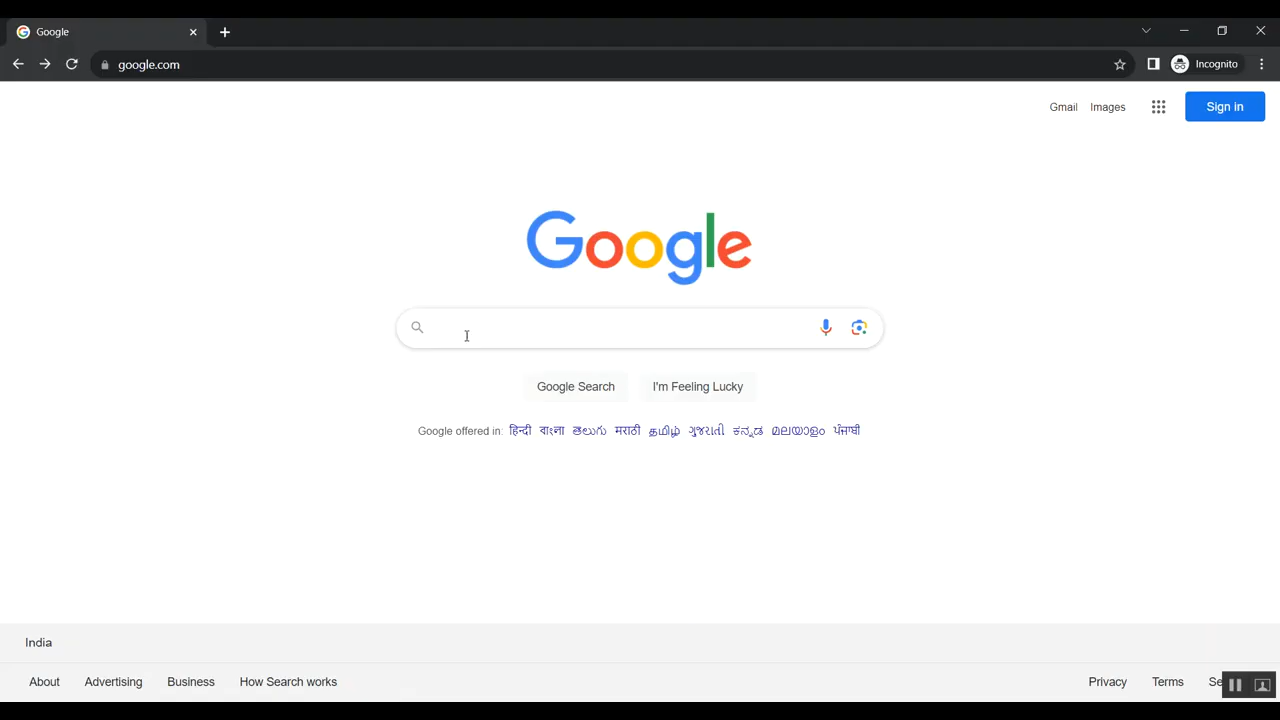 Google
google.com
Incognito
Gmail Images Sign in
Google
Google Search I'm Feeling Lucky
Google offered in: हिन्दी বাংলা తెలుగు मराठी தமிழ் ગુજરાતી ಕನ್ನಡ മലയാളം ਪੰਜਾਬੀ
India
About Advertising Business How Search works Privacy Terms Se